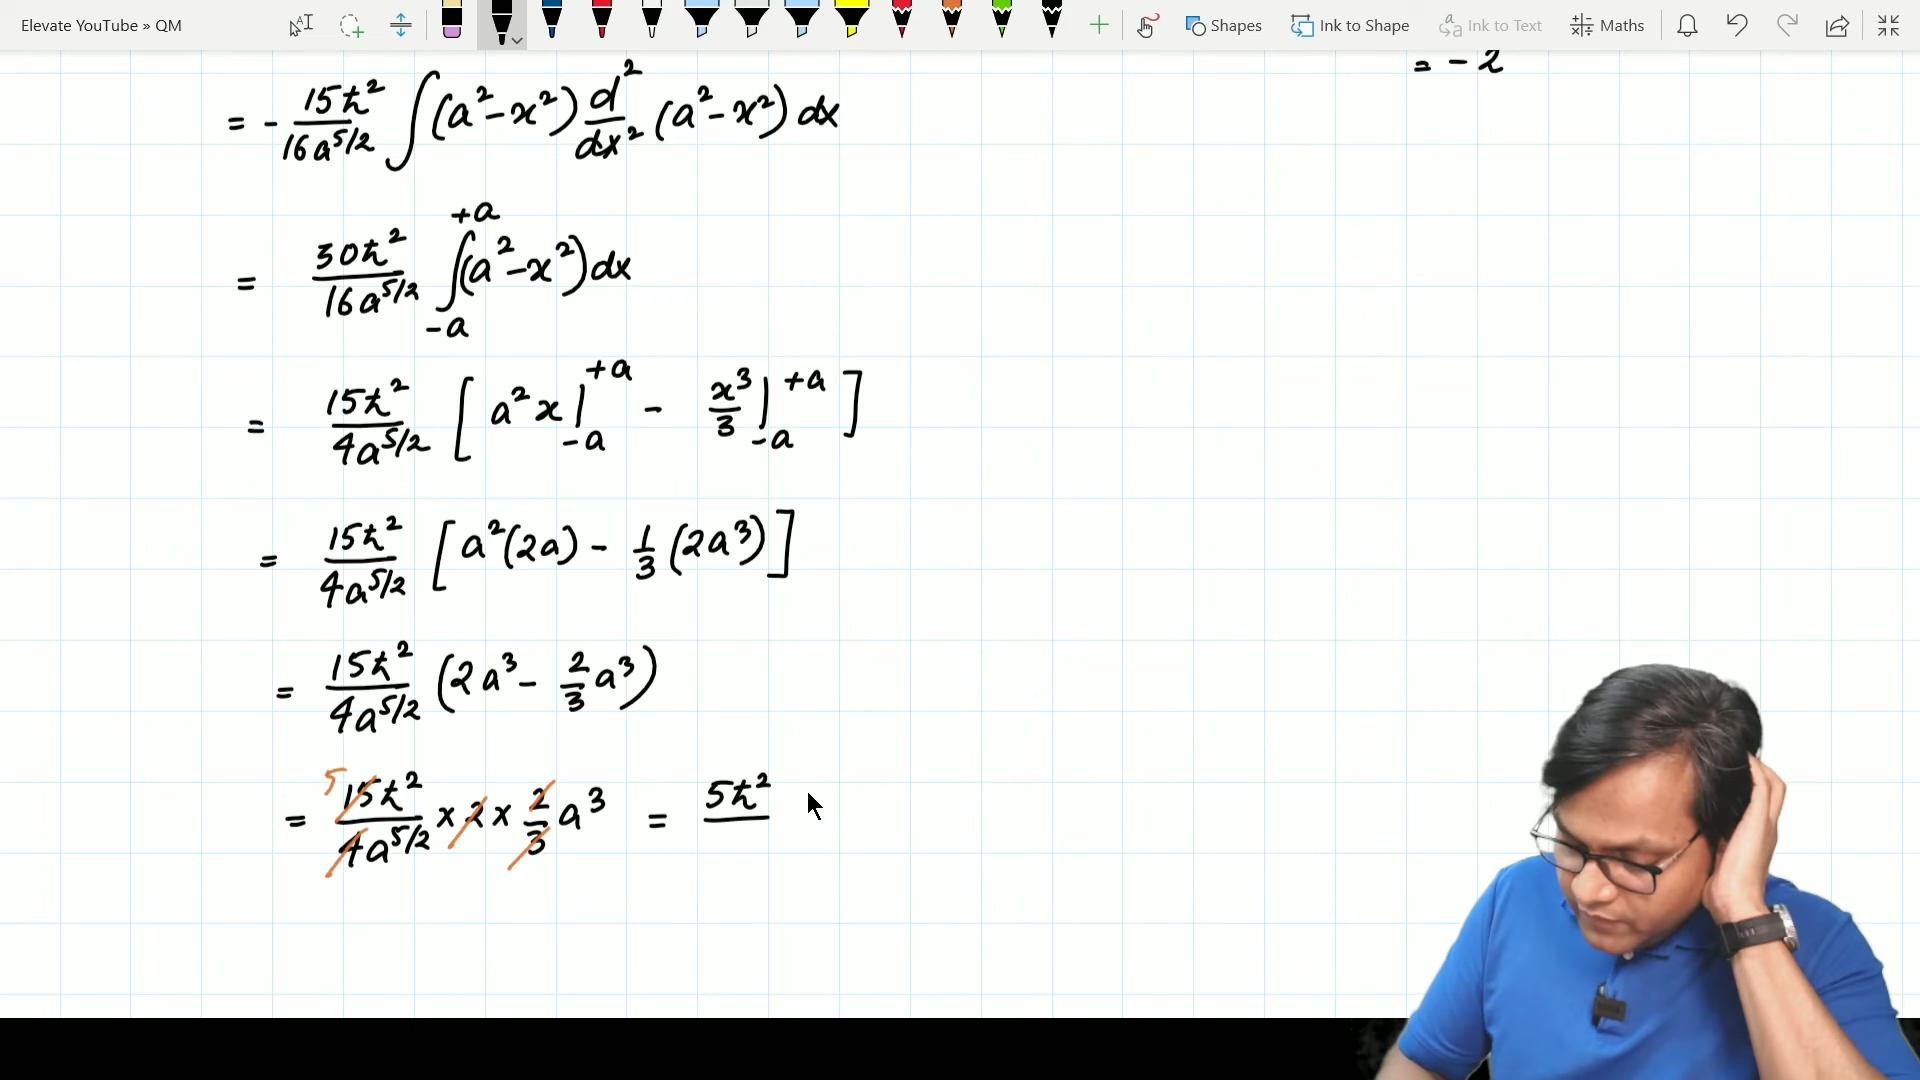 Elevate YouTube » QM Shapes Ink to Shape Ink to Text Maths
= -2
= - 15ħ²/16a^5/2 ∫(a²-x²) d²/dx² (a²-x²) dx
= 30ħ²/16a^5/2 ∫_-a^+a (a²-x²)dx
= 15ħ²/4a^5/2 [ a²x|_-a^+a - x³/3|_-a^+a ]
= 15ħ²/4a^5/2 [ a²(2a) - 1/3 (2a³) ]
= 15ħ²/4a^5/2 (2a³ - 2/3 a³)
5
= 15ħ²/4a^5/2 x 2 x 2/3 a³ = 5ħ²